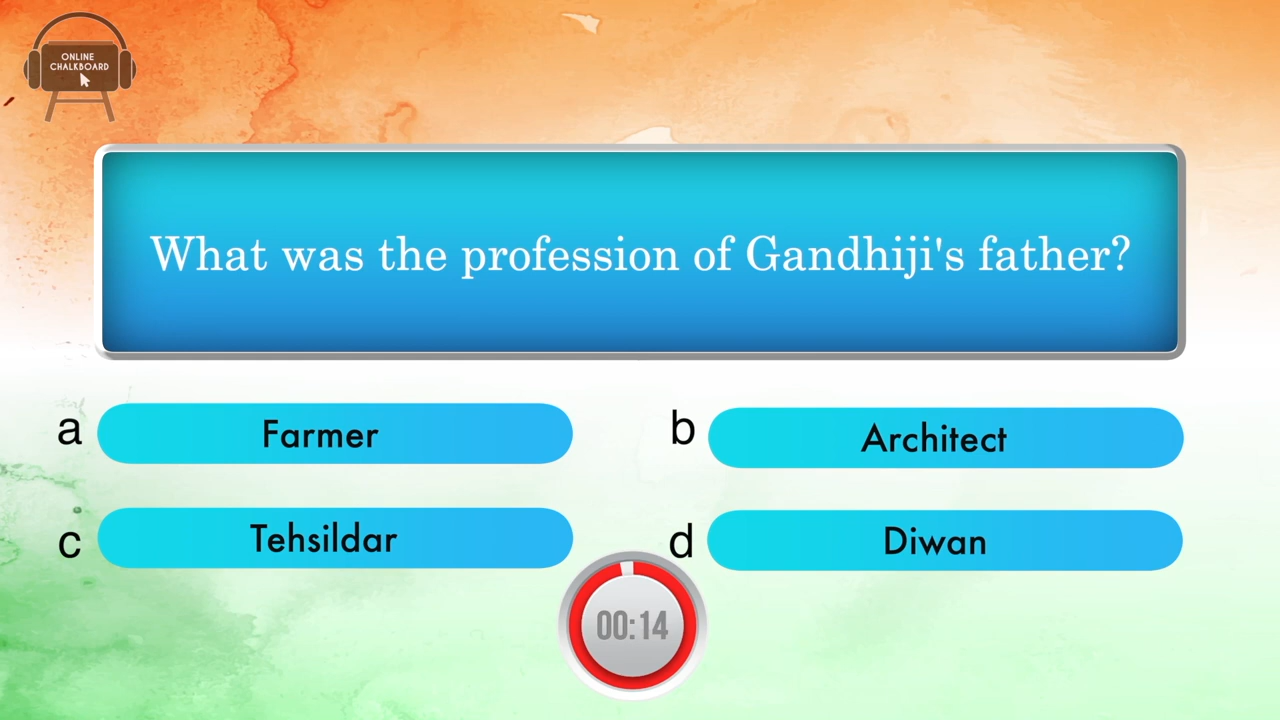 ONLINE
CHALKBOARD
What was the profession of Gandhiji's father?
a Farmer
b Architect
c Tehsildar
d Diwan
00:14